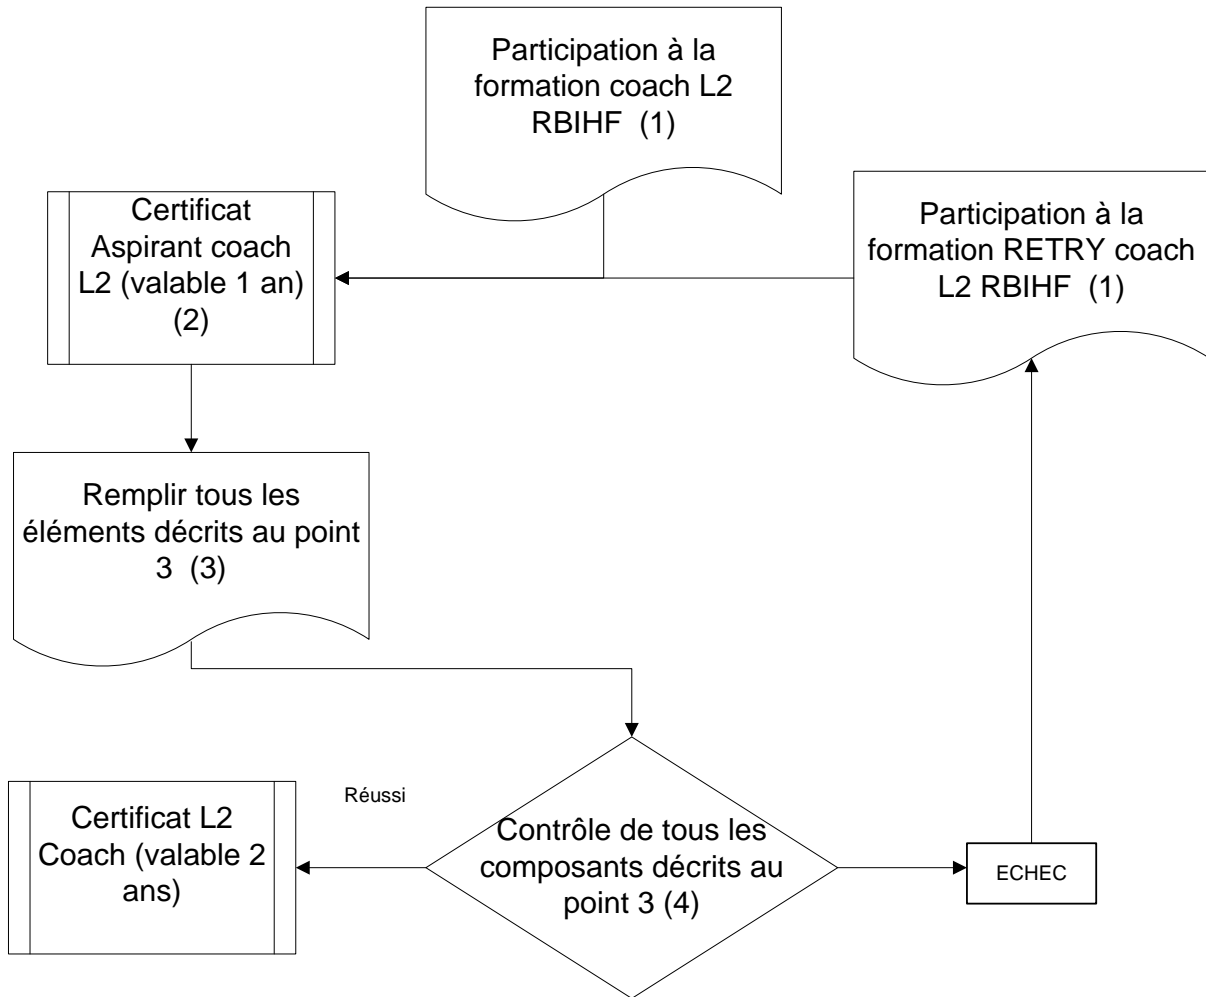 Participation à la
formation coach L2
RBIHF (1)
Participation à la
formation RETRY coach
L2 RBIHF (1)
Certificat
Aspirant coach
L2 (valable 1 an)
(2)
Remplir tous les
éléments décrits au point
3 (3)
Réussi
Contrôle de tous les
composants décrits au
point 3 (4)
Certificat L2
Coach (valable 2
ans)
ECHEC